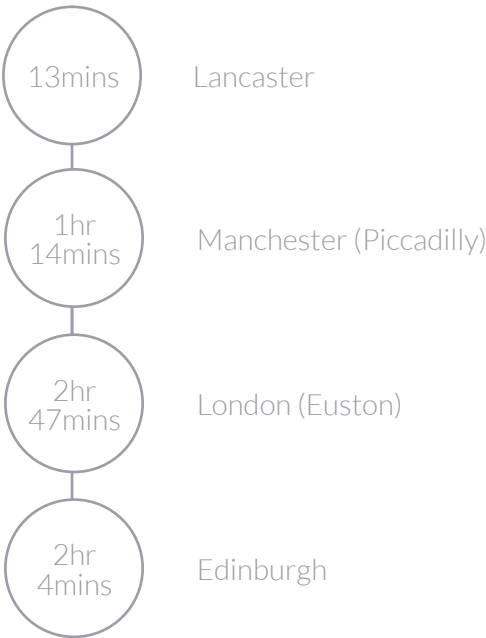 13mins
Lancaster
1hr
14mins
Manchester (Piccadilly)
2hr
47mins
London (Euston)
2hr
4mins
Edinburgh